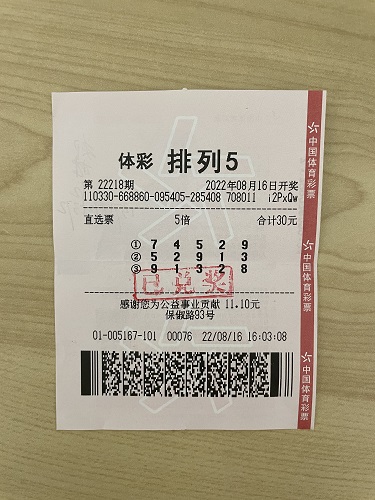 体彩 排列5
第 22218期 2022年08月16日开奖
110330-668860-095405-285408 708011 i2PxQw
直选票 5倍 合计30元
① 7 4 5 2 9
② 5 2 9 1 3
③ 9 1 3 2 8
已兑奖
感谢您为公益事业贡献 11.10元
保俶路93号
01-005167-101 00076 22/08/16 16:03:08
中国体育彩票
中国体育彩票
中国体育彩票